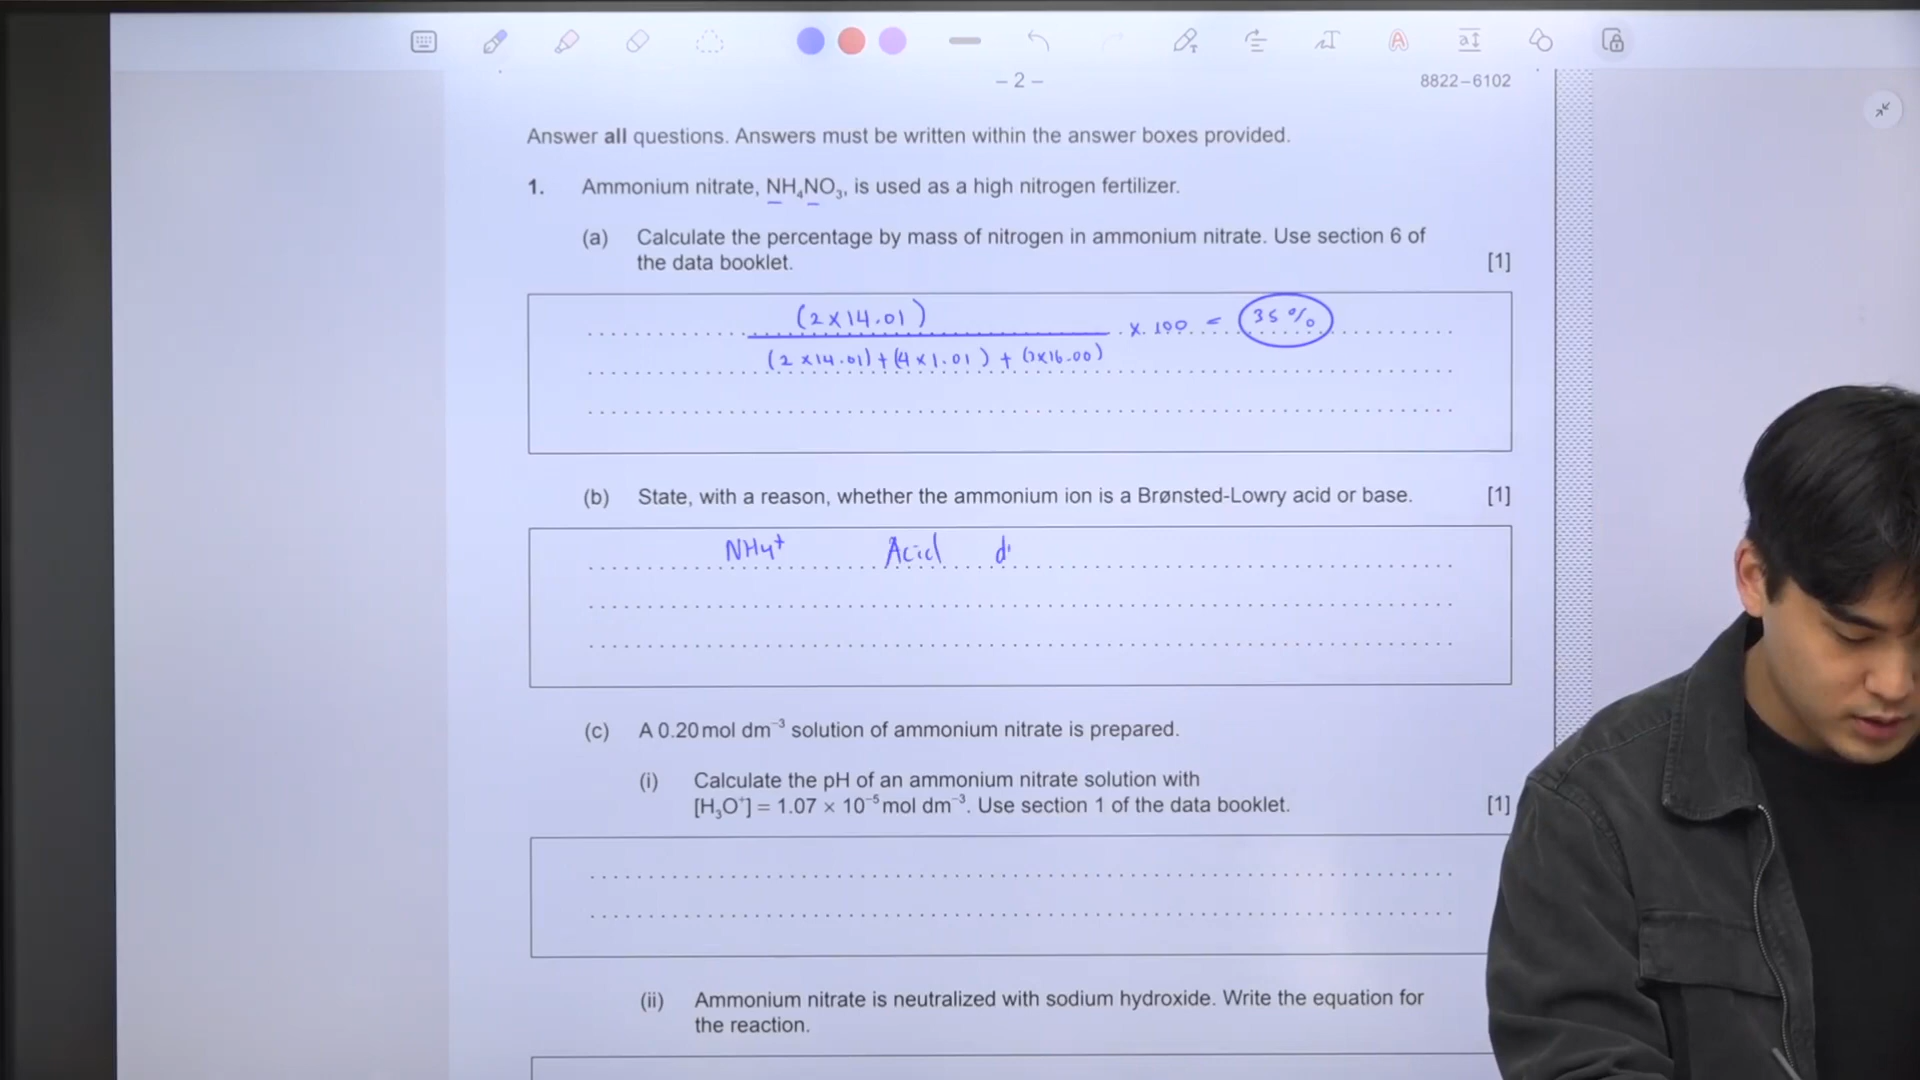 – 2 –
8822–6102
Answer all questions. Answers must be written within the answer boxes provided.
1. Ammonium nitrate, NH₄NO₃, is used as a high nitrogen fertilizer.
(a) Calculate the percentage by mass of nitrogen in ammonium nitrate. Use section 6 of
the data booklet. [1]
(2 x 14.01)
x 100 = 35%
(2 x 14.01) + (4 x 1.01) + (3x16.00)
(b) State, with a reason, whether the ammonium ion is a Brønsted-Lowry acid or base. [1]
NH4+ Acid d
(c) A 0.20 mol dm⁻³ solution of ammonium nitrate is prepared.
(i) Calculate the pH of an ammonium nitrate solution with
[H₃O⁺] = 1.07 × 10⁻⁵ mol dm⁻³. Use section 1 of the data booklet. [1]
(ii) Ammonium nitrate is neutralized with sodium hydroxide. Write the equation for
the reaction.